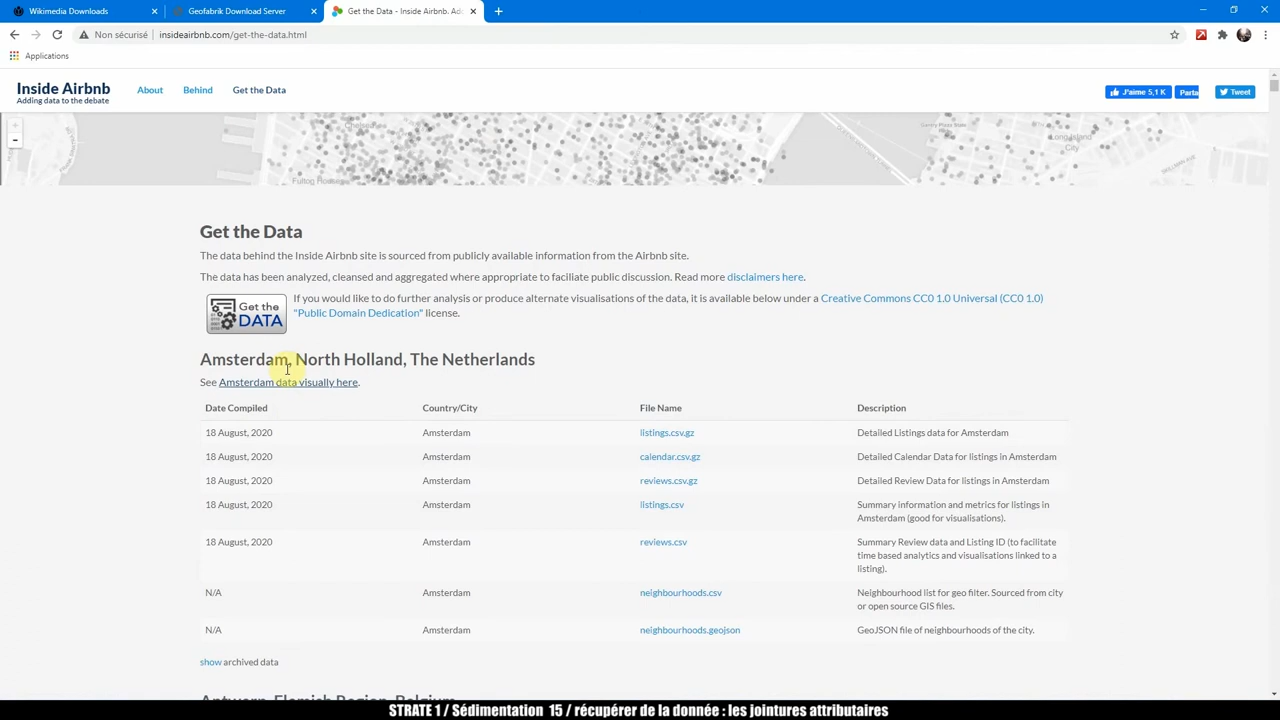 Wikimedia Downloads
Geofabrik Download Server
Get the Data - Inside Airbnb. Ad
Non sécurisé
insideairbnb.com/get-the-data.html
Applications
Inside Airbnb
Adding data to the debate
About
Behind
Get the Data
J'aime 5,1 K
Parta
Tweet
Long Island
City
Fulton Ho
Get the Data
The data behind the Inside Airbnb site is sourced from publicly available information from the Airbnb site.
The data has been analyzed, cleansed and aggregated where appropriate to faciliate public discussion. Read more disclaimers here.
Get the
DATA
If you would like to do further analysis or produce alternate visualisations of the data, it is available below under a Creative Commons CC0 1.0 Universal (CC0 1.0)
"Public Domain Dedication" license.
Amsterdam, North Holland, The Netherlands
See Amsterdam data visually here.
Date Compiled Country/City File Name Description
18 August, 2020 Amsterdam listings.csv.gz Detailed Listings data for Amsterdam
18 August, 2020 Amsterdam calendar.csv.gz Detailed Calendar Data for listings in Amsterdam
18 August, 2020 Amsterdam reviews.csv.gz Detailed Review Data for listings in Amsterdam
18 August, 2020 Amsterdam listings.csv Summary information and metrics for listings in
Amsterdam (good for visualisations).
18 August, 2020 Amsterdam reviews.csv Summary Review data and Listing ID (to facilitate
time based analytics and visualisations linked to a
listing).
N/A Amsterdam neighbourhoods.csv Neighbourhood list for geo filter. Sourced from city
or open source GIS files.
N/A Amsterdam neighbourhoods.geojson GeoJSON file of neighbourhoods of the city.
show archived data
Antwerp, Flemish Region, Belgium
STRATE 1 / Sédimentation 15 / récupérer de la donnée : les jointures attributaires